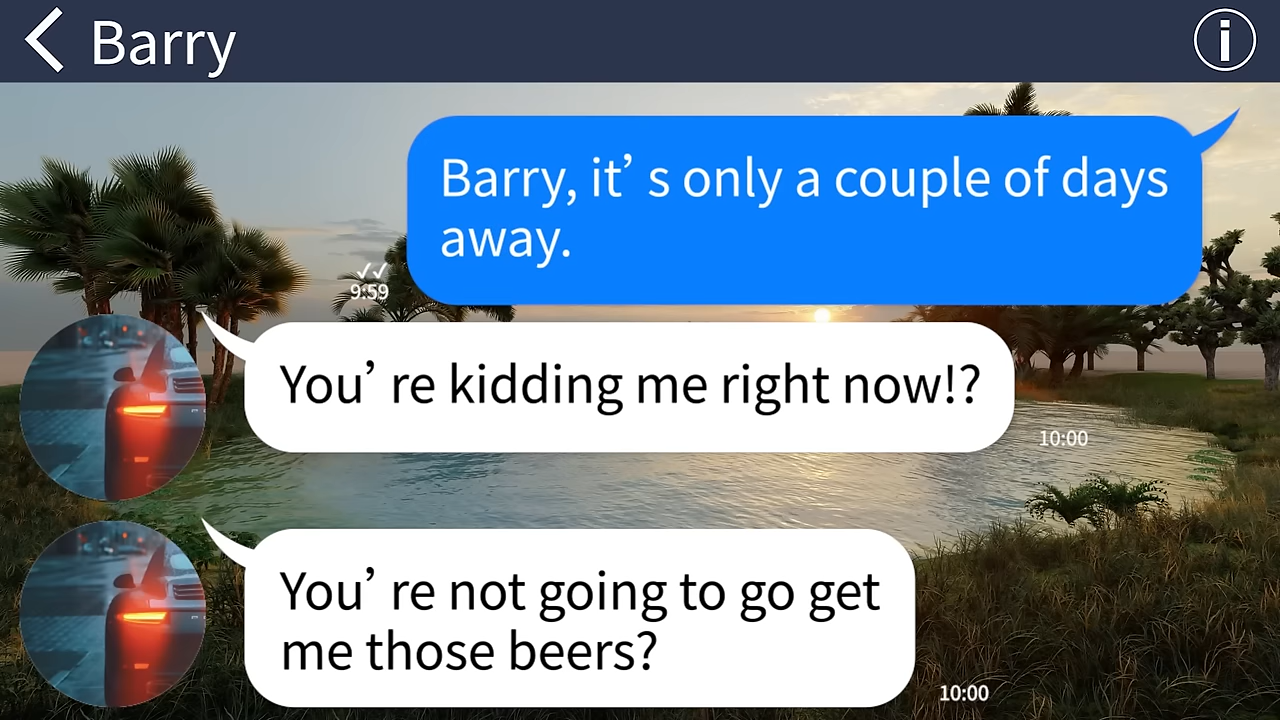 Barry
Barry, it’s only a couple of days
away.
✓✓
9:59
You’re kidding me right now!?
10:00
You’re not going to go get
me those beers?
10:00